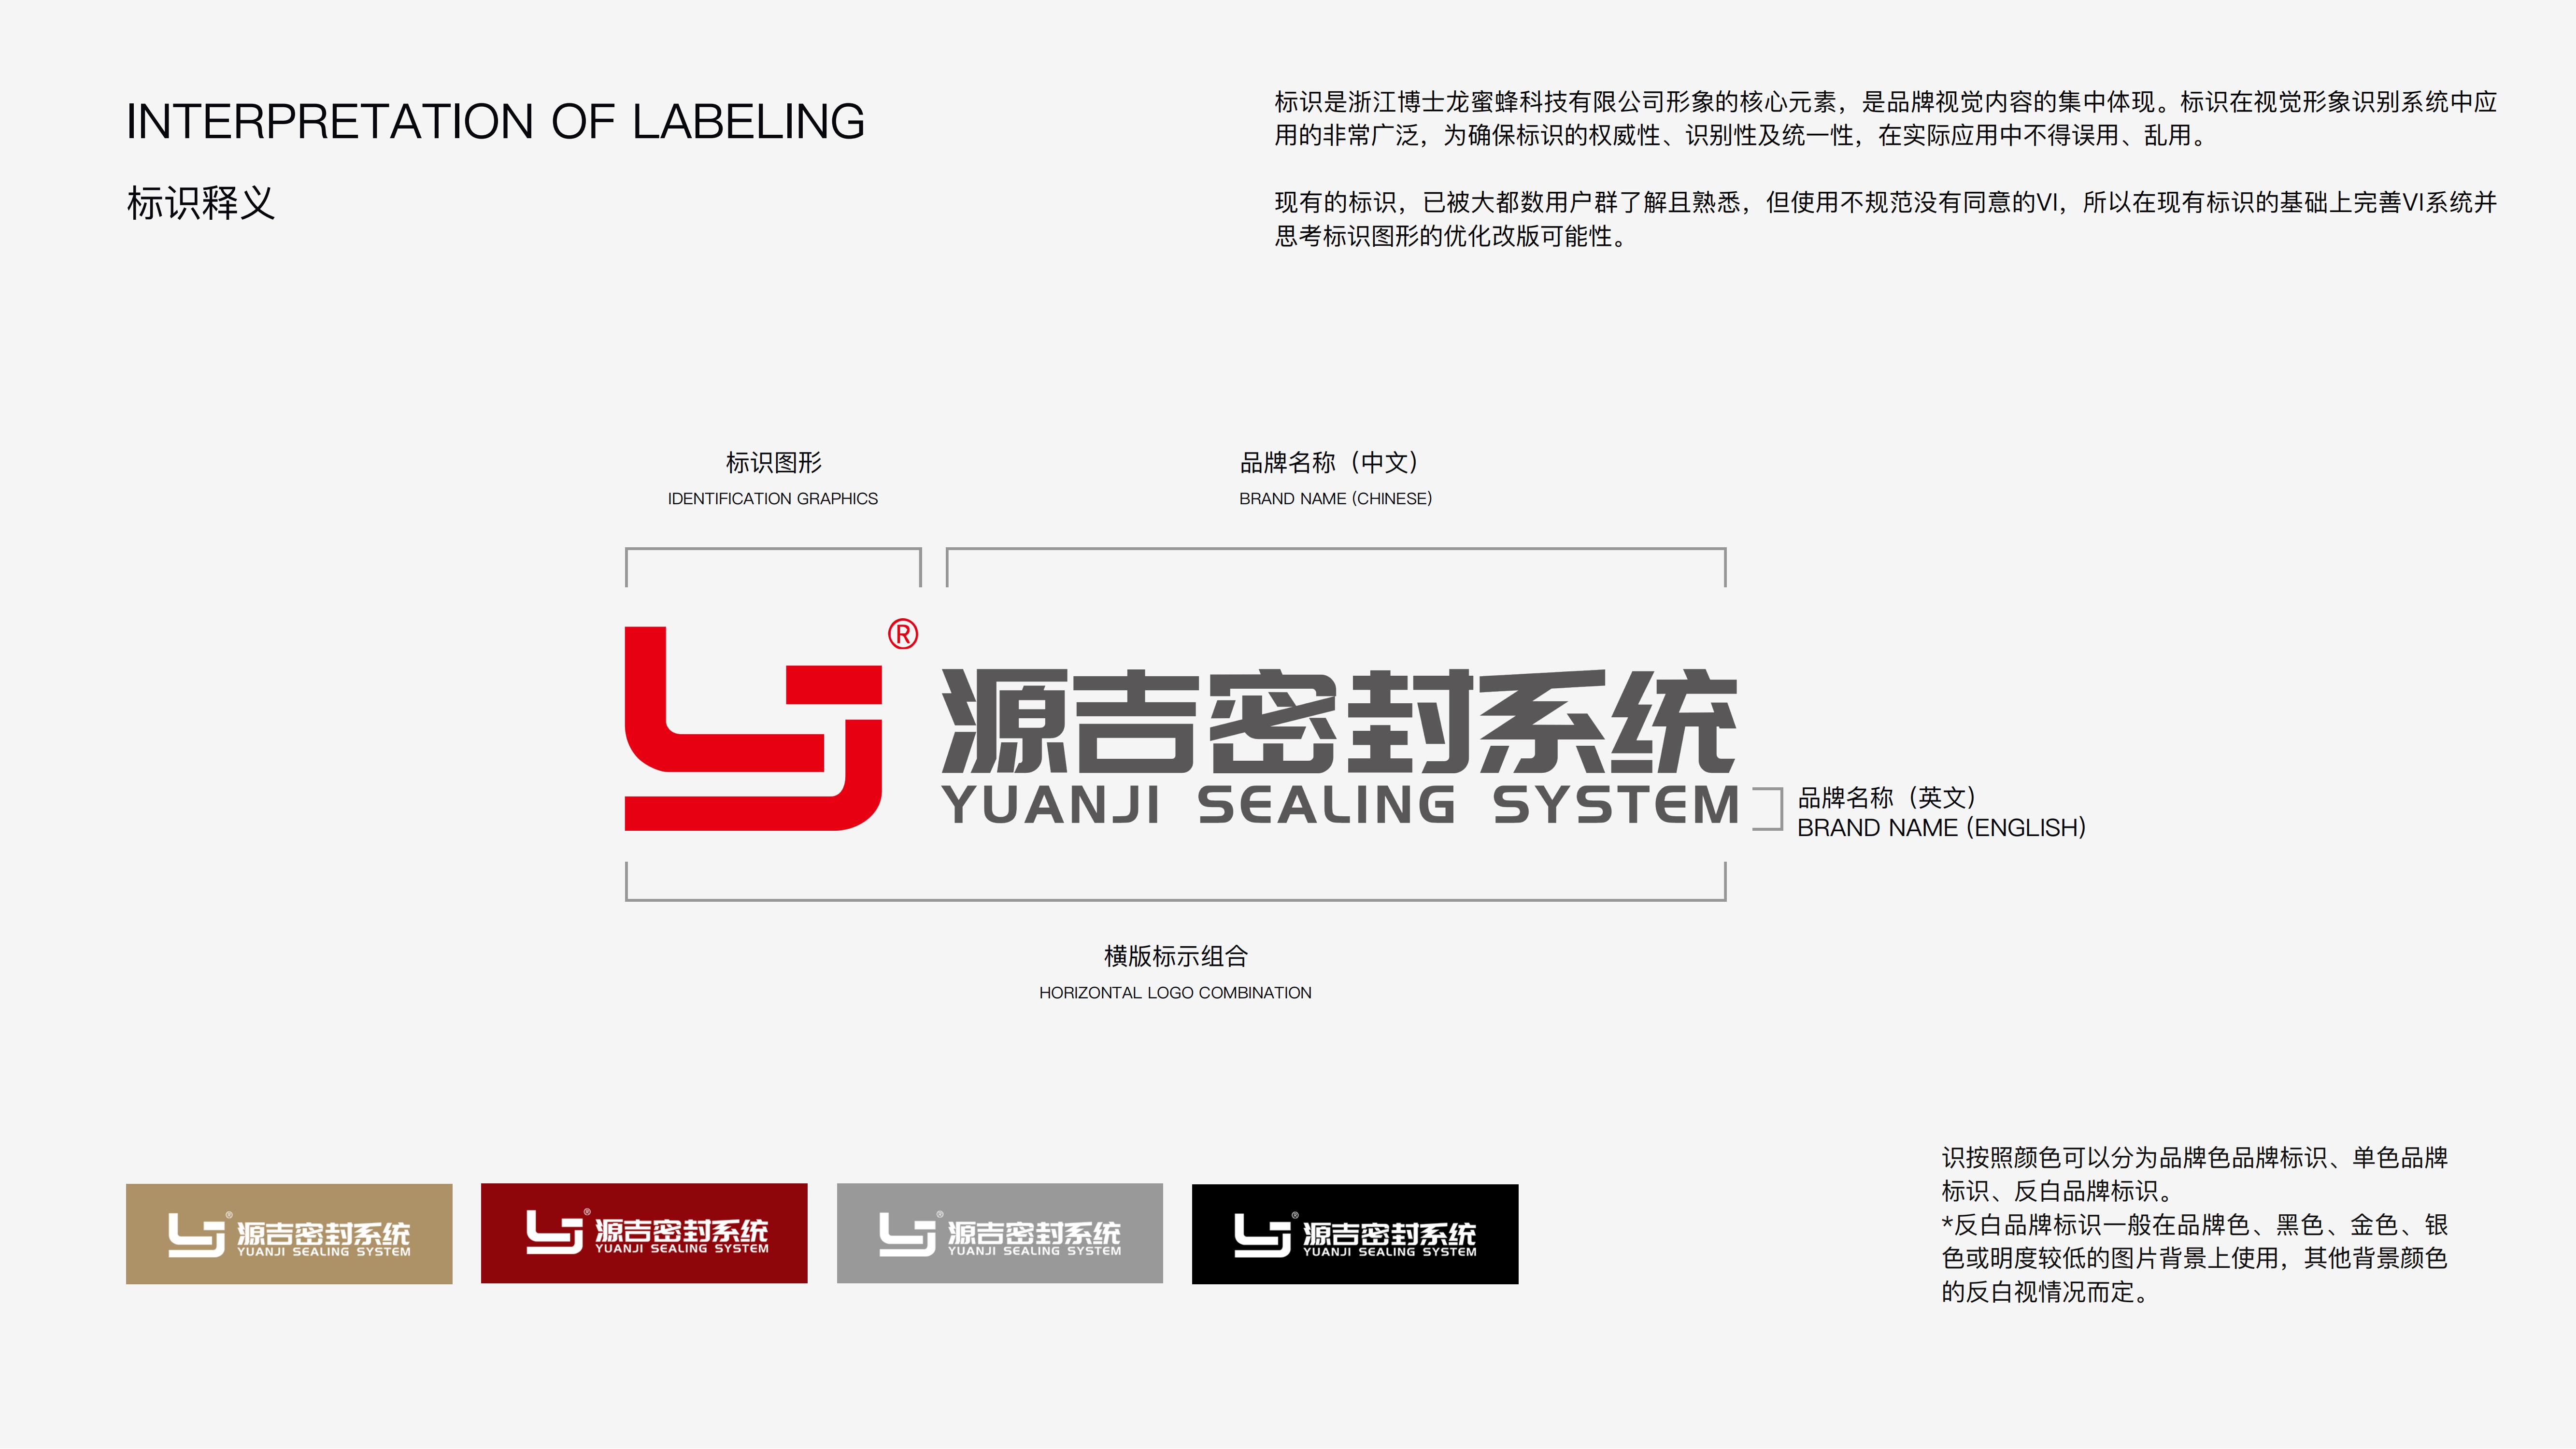 INTERPRETATION OF LABELING
标识释义
标识是浙江博士龙蜜蜂科技有限公司形象的核心元素，是品牌视觉内容的集中体现。标识在视觉形象识别系统中应
用的非常广泛，为确保标识的权威性、识别性及统一性，在实际应用中不得误用、乱用。
现有的标识，已被大都数用户群了解且熟悉，但使用不规范没有同意的VI，所以在现有标识的基础上完善VI系统并
思考标识图形的优化改版可能性。
标识图形
IDENTIFICATION GRAPHICS
品牌名称（中文）
BRAND NAME (CHINESE)
®
源吉密封系统
YUANJI SEALING SYSTEM
品牌名称（英文）
BRAND NAME (ENGLISH)
横版标示组合
HORIZONTAL LOGO COMBINATION
®
源吉密封系统
YUANJI SEALING SYSTEM
®
源吉密封系统
YUANJI SEALING SYSTEM
®
源吉密封系统
YUANJI SEALING SYSTEM
®
源吉密封系统
YUANJI SEALING SYSTEM
识按照颜色可以分为品牌色品牌标识、单色品牌
标识、反白品牌标识。
*反白品牌标识一般在品牌色、黑色、金色、银
色或明度较低的图片背景上使用，其他背景颜色
的反白视情况而定。